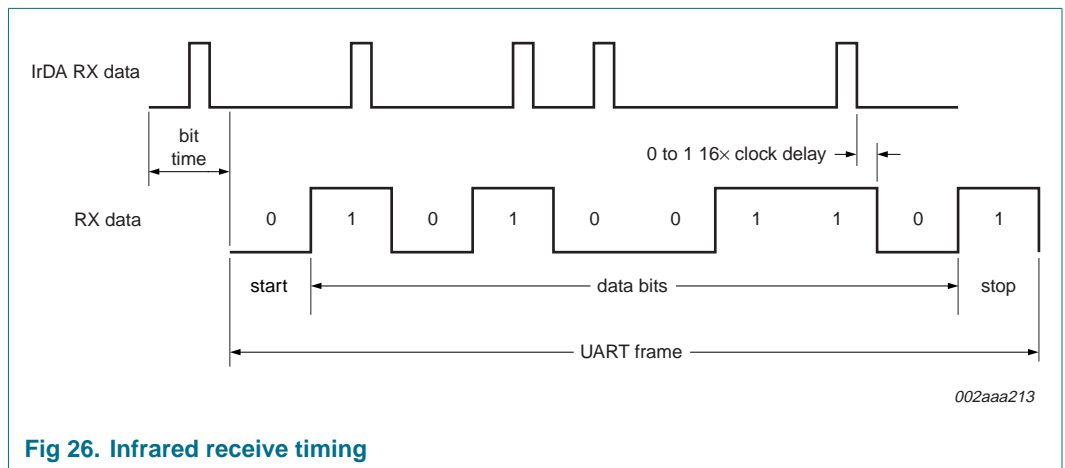 IrDA RX data
bit
time
0 to 1 16× clock delay
RX data
0 1 0 1 0 0 1 1 0 1
start data bits stop
UART frame
002aaa213
Fig 26. Infrared receive timing